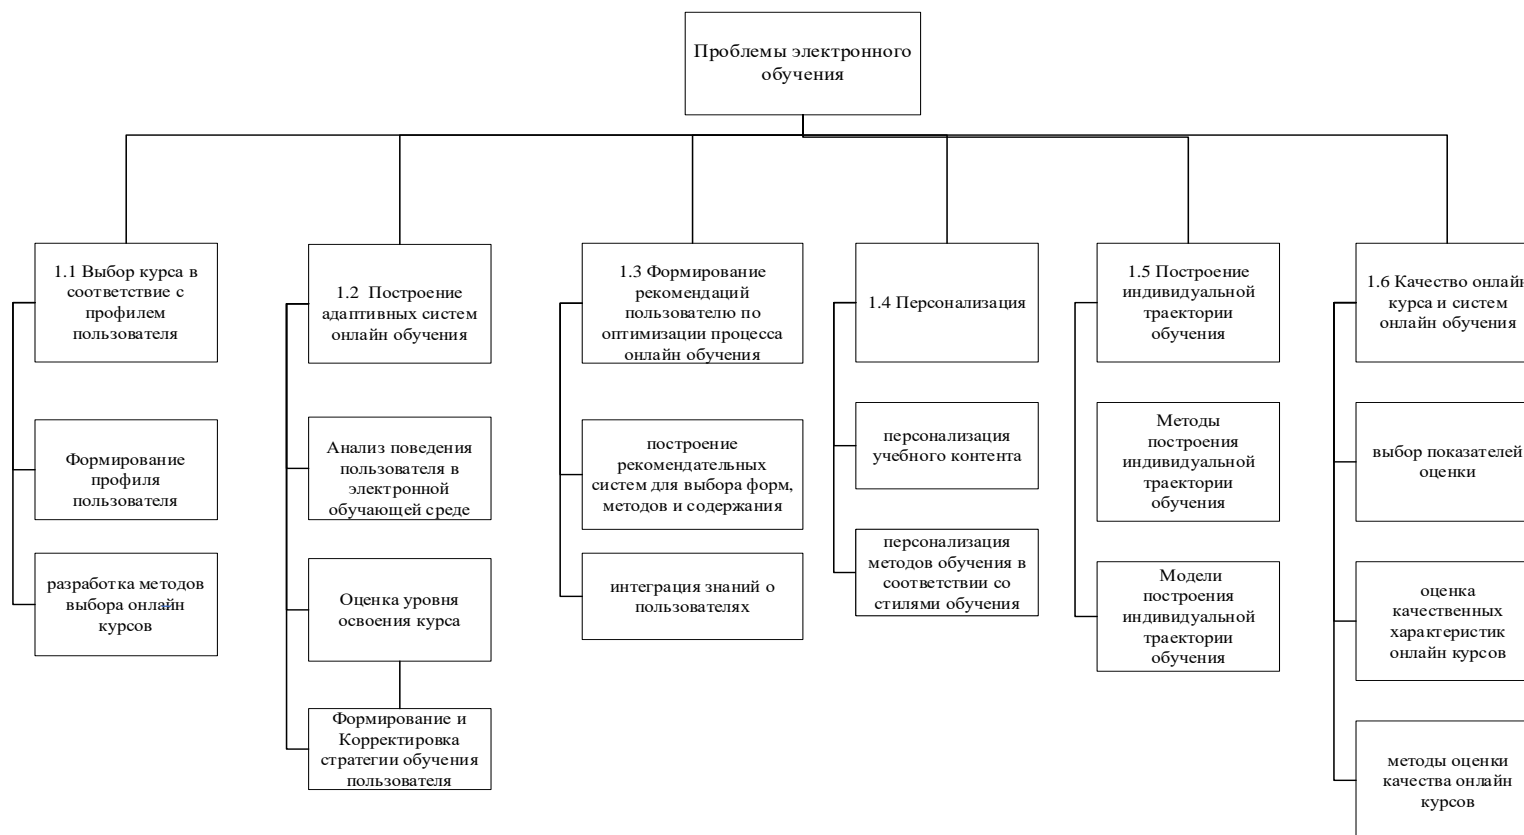 Проблемы электронного
обучения
1.1 Выбор курса в
соответствие с
профилем
пользователя
Формирование
профиля
пользователя
разработка методов
выбора онлайн
курсов
1.2 Построение
адаптивных систем
онлайн обучения
Анализ поведения
пользователя в
электронной
обучающей среде
Оценка уровня
освоения курса
Формирование и
Корректировка
стратегии обучения
пользователя
1.3 Формирование
рекомендаций
пользователю по
оптимизации процесса
онлайн обучения
построение
рекомендательных
систем для выбора форм,
методов и содержания
интеграция знаний о
пользователях
1.4 Персонализация
персонализация
учебного контента
персонализация
методов обучения в
соответствии со
стилями обучения
1.5 Построение
индивидуальной
траектории
обучения
Методы
построения
индивидуальной
траектории
обучения
Модели
построения
индивидуальной
траектории
обучения
1.6 Качество онлайн
курса и систем
онлайн обучения
выбор показателей
оценки
оценка
качественных
характеристик
онлайн курсов
методы оценки
качества онлайн
курсов